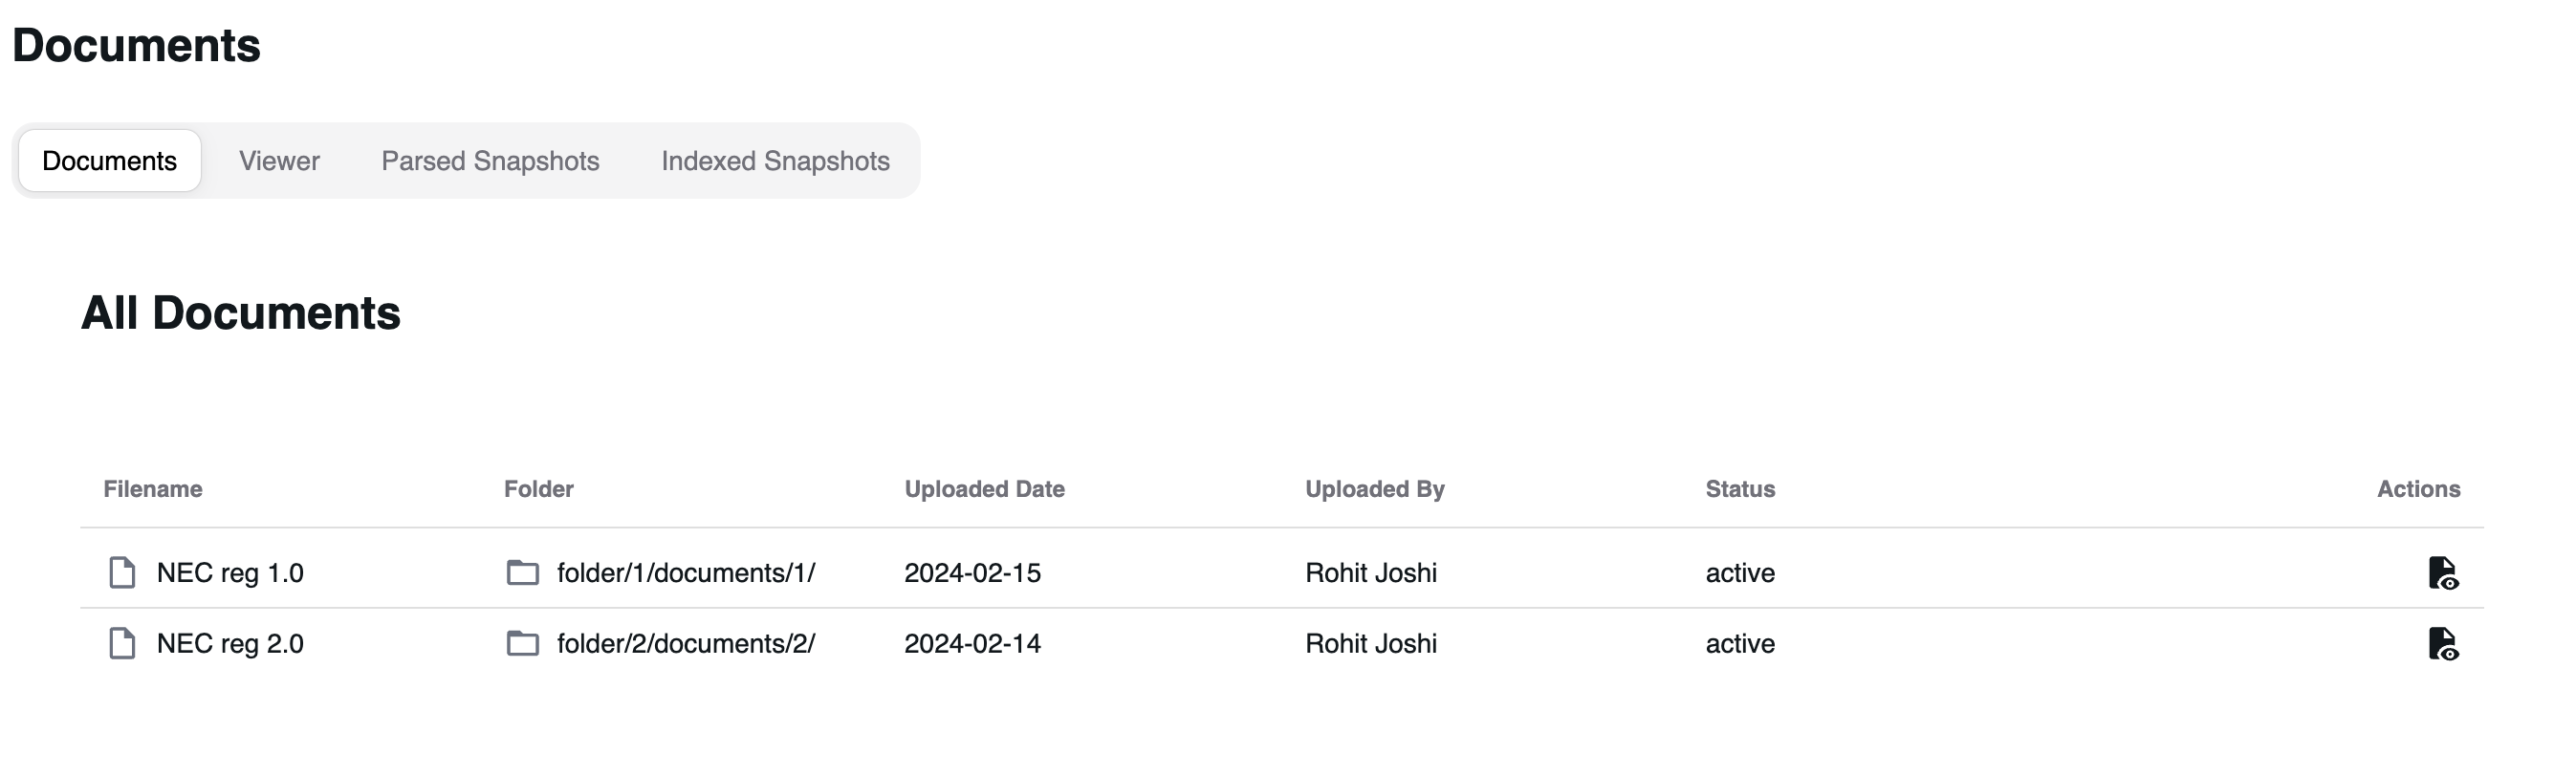 Documents
Documents Viewer Parsed Snapshots Indexed Snapshots
All Documents
Filename Folder Uploaded Date Uploaded By Status Actions
NEC reg 1.0 folder/1/documents/1/ 2024-02-15 Rohit Joshi active
NEC reg 2.0 folder/2/documents/2/ 2024-02-14 Rohit Joshi active